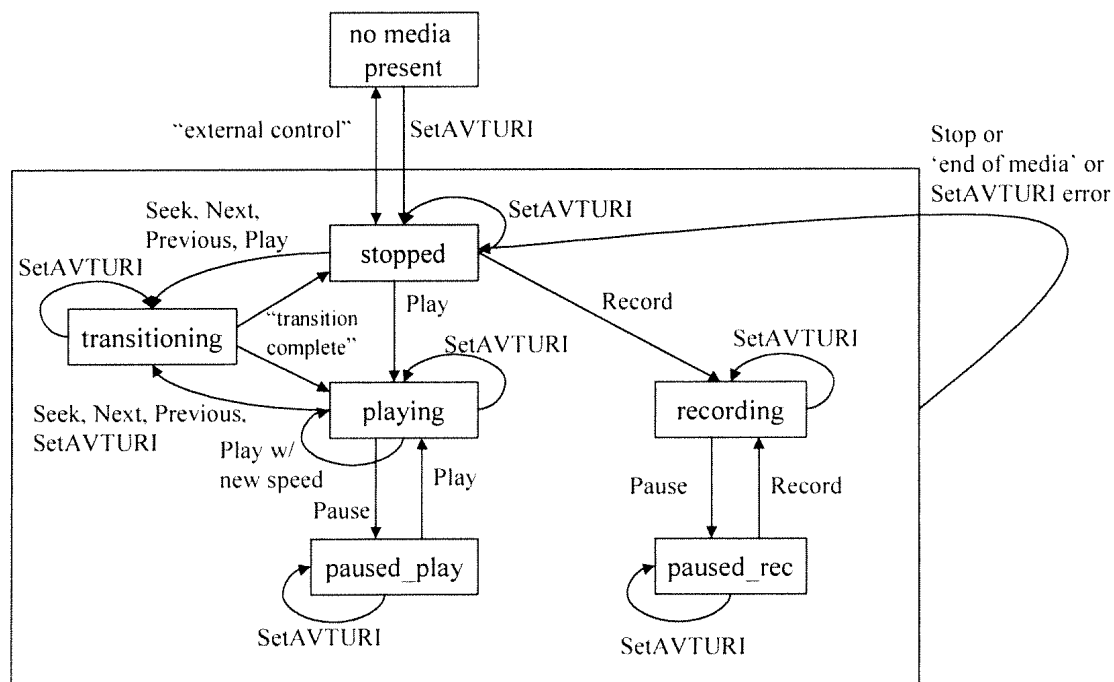 no media
present
“external control”
SetAVTURI
Stop or
‘end of media’ or
SetAVTURI error
Seek, Next,
Previous, Play
SetAVTURI
stopped
SetAVTURI
transitioning
“transition
complete”
Play
Record
SetAVTURI
SetAVTURI
Seek, Next, Previous,
SetAVTURI
playing
recording
Play w/
new speed
Play
Pause
Pause
Record
paused_play
paused_rec
SetAVTURI
SetAVTURI